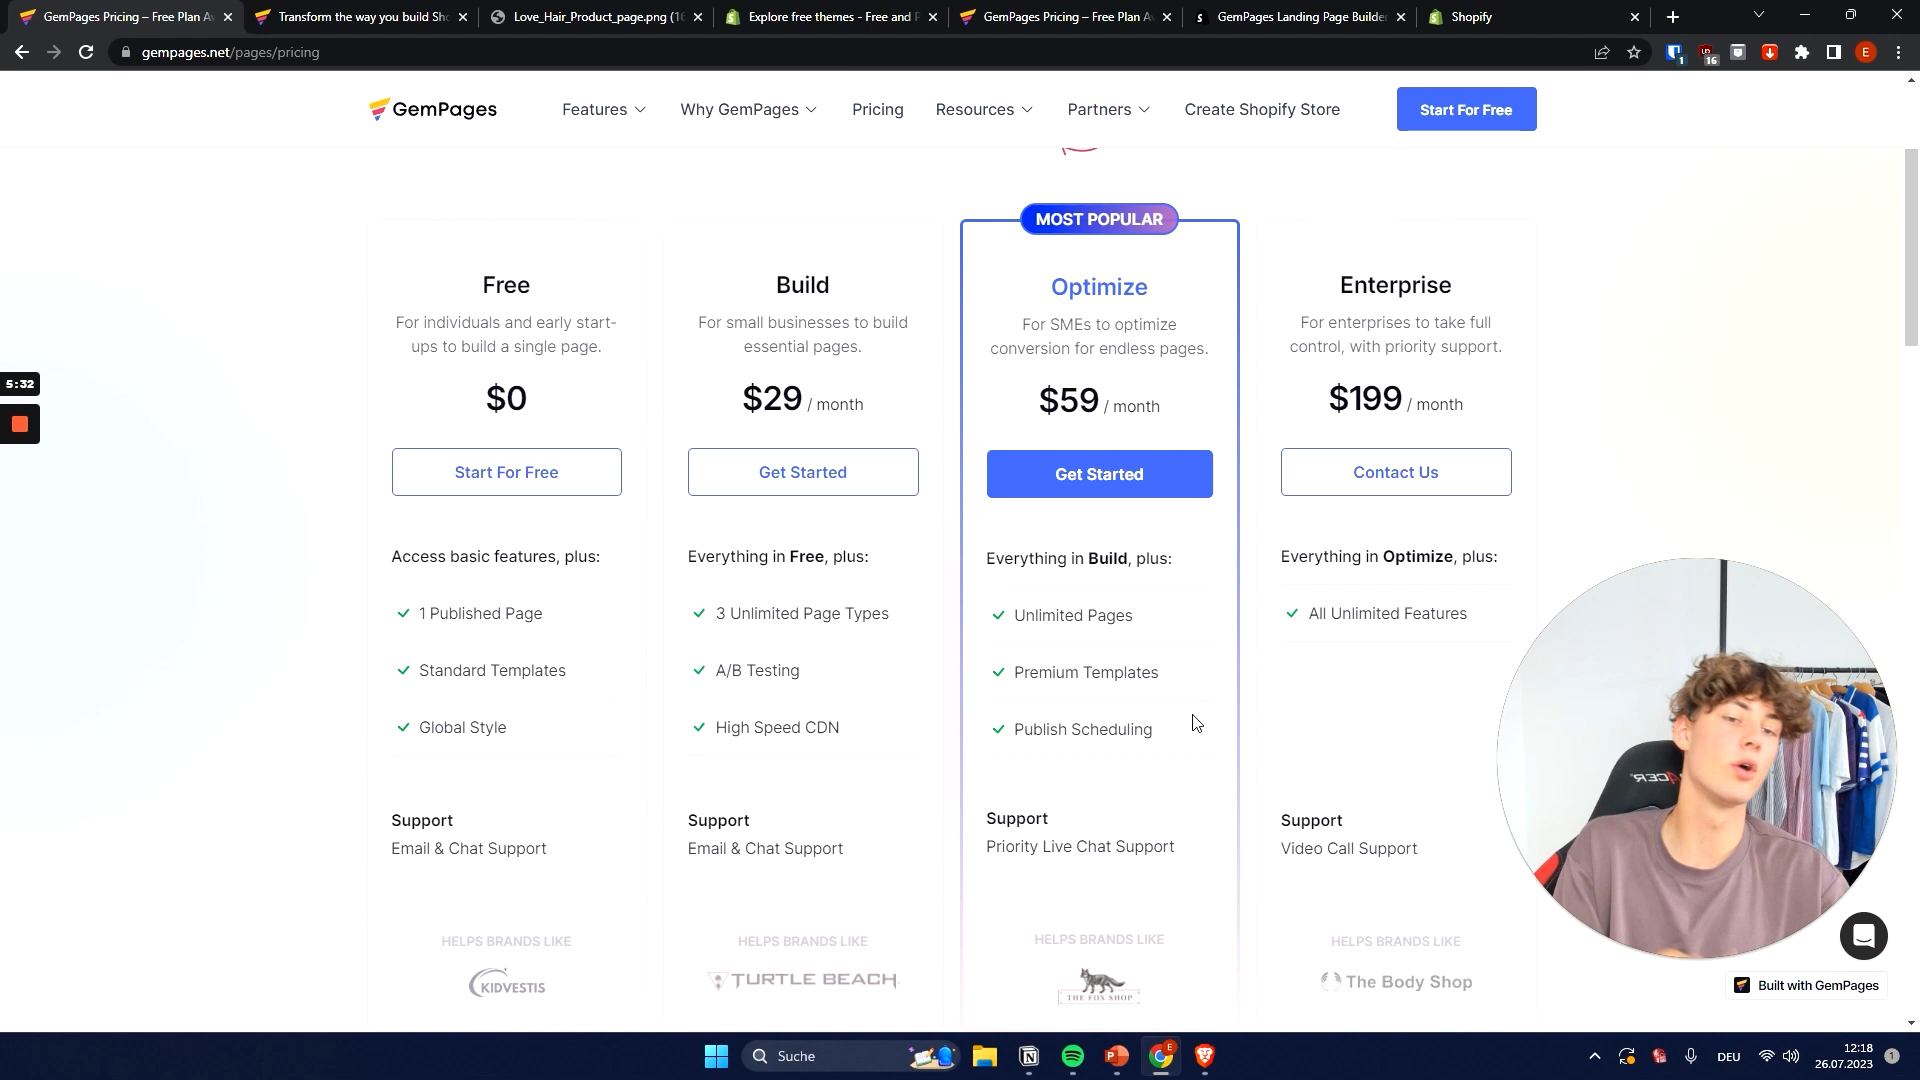 GemPages Pricing – Free Plan Av
Transform the way you build Sho
Love_Hair_Product_page.png (16
Explore free themes - Free and P
GemPages Pricing – Free Plan Av
GemPages Landing Page Builder
Shopify
gempages.net/pages/pricing
1
16
E
GemPages
Features
Why GemPages
Pricing
Resources
Partners
Create Shopify Store
Start For Free
MOST POPULAR
5:32
Free
For individuals and early start-
ups to build a single page.
$0
Start For Free
Access basic features, plus:
1 Published Page
Standard Templates
Global Style
Support
Email & Chat Support
HELPS BRANDS LIKE
KIDVESTIS
Build
For small businesses to build
essential pages.
$29 / month
Get Started
Everything in Free, plus:
3 Unlimited Page Types
A/B Testing
High Speed CDN
Support
Email & Chat Support
HELPS BRANDS LIKE
TURTLE BEACH
Optimize
For SMEs to optimize
conversion for endless pages.
$59 / month
Get Started
Everything in Build, plus:
Unlimited Pages
Premium Templates
Publish Scheduling
Support
Priority Live Chat Support
HELPS BRANDS LIKE
THE FOX SHOP
Enterprise
For enterprises to take full
control, with priority support.
$199 / month
Contact Us
Everything in Optimize, plus:
All Unlimited Features
Support
Video Call Support
HELPS BRANDS LIKE
The Body Shop
Built with GemPages
Suche
E
DEU
12:18
26.07.2023
1